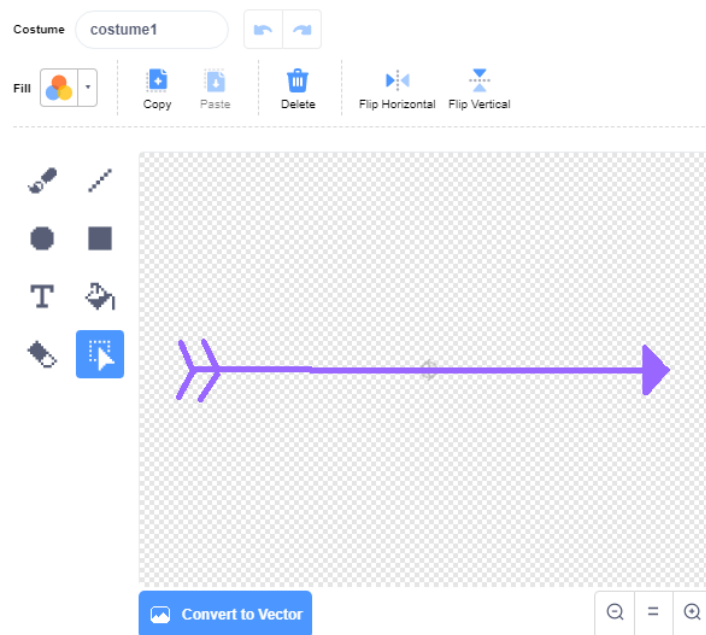 Costume costume1
Fill
Copy Paste Delete Flip Horizontal Flip Vertical
Convert to Vector